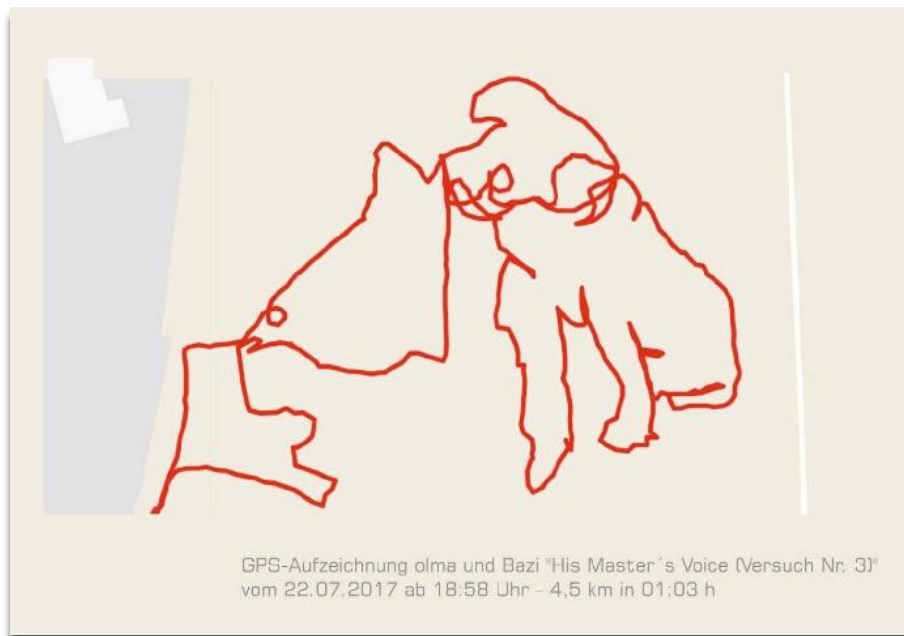 GPS-Aufzeichnung olma und Bazi "His Master´s Voice (Versuch Nr. 3)"
vom 22.07.2017 ab 18:58 Uhr - 4,5 km in 01:03 h